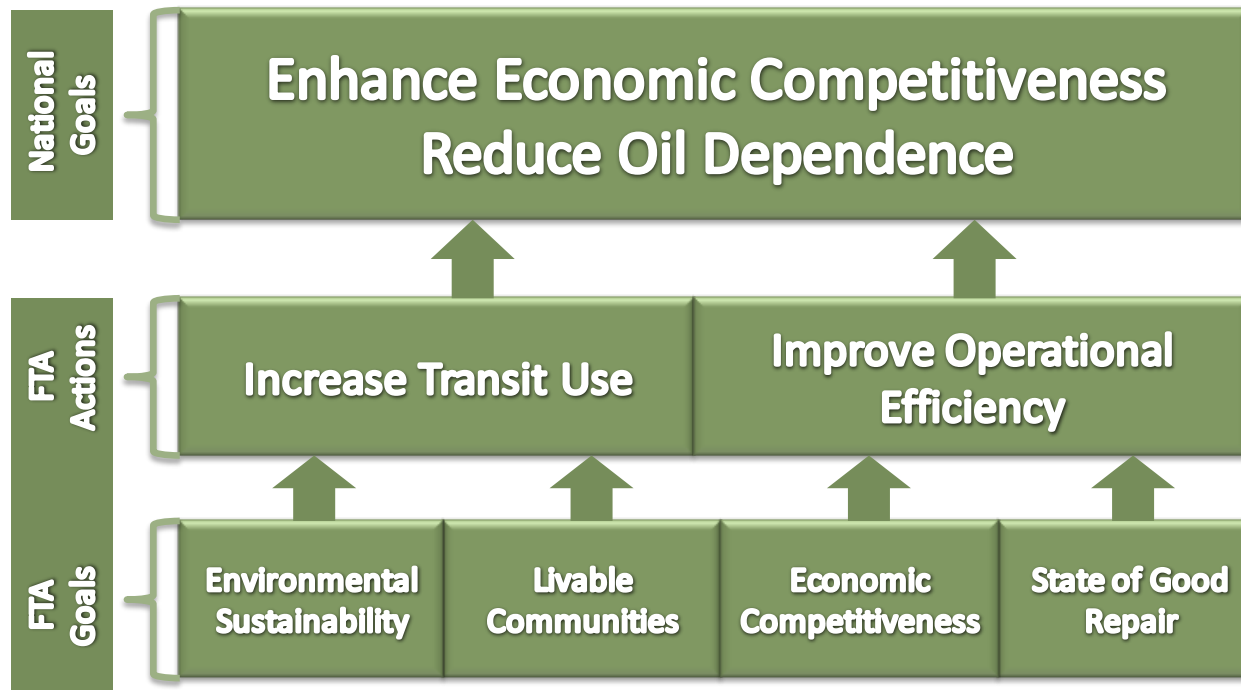 National
Goals
Enhance Economic Competitiveness
Reduce Oil Dependence
FTA
Actions
Increase Transit Use
Improve Operational
Efficiency
FTA
Goals
Environmental
Sustainability
Livable
Communities
Economic
Competitiveness
State of Good
Repair